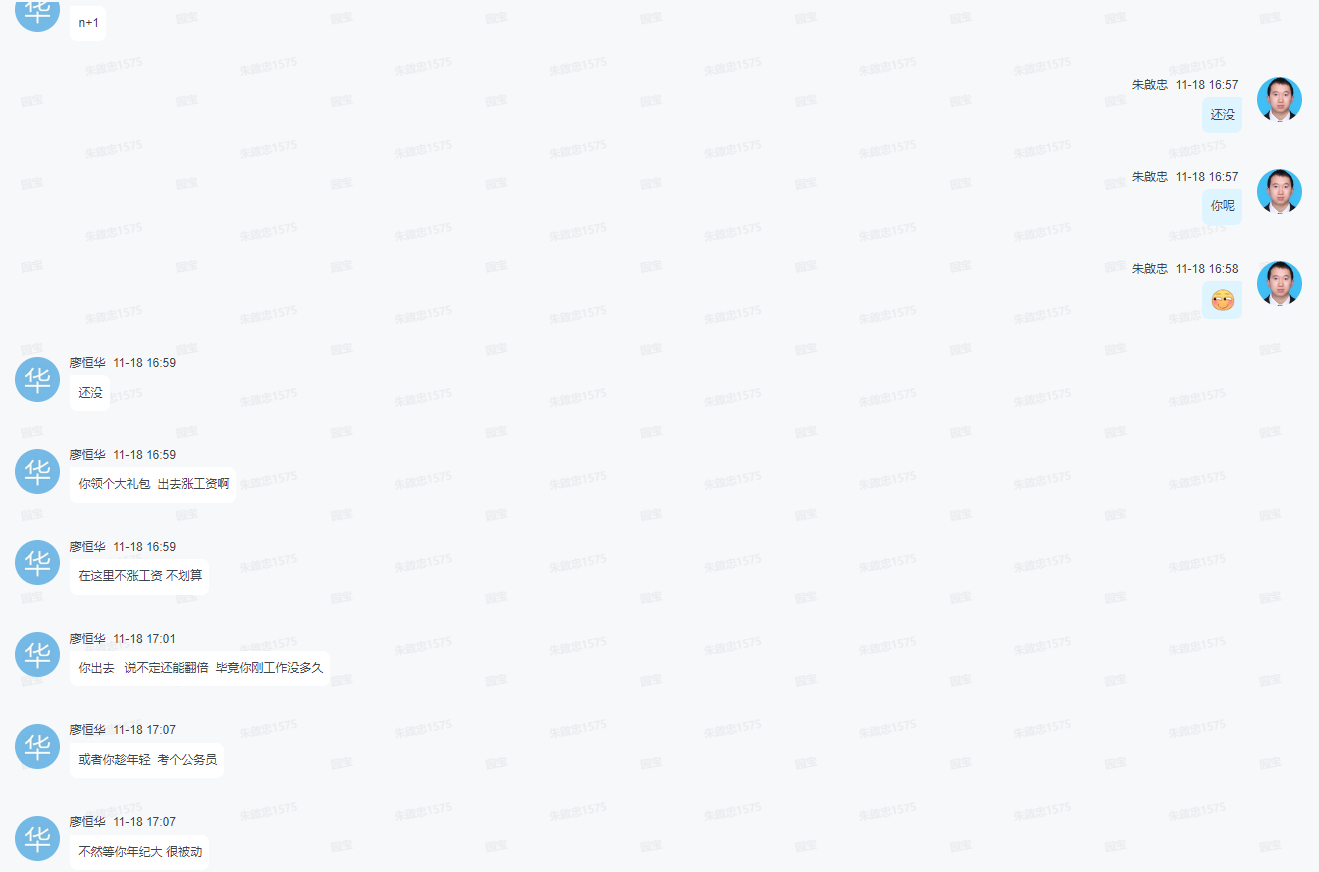 华
n+1
朱啟忠 11-18 16:57
还没
朱啟忠 11-18 16:57
你呢
朱啟忠 11-18 16:58
华
廖恒华 11-18 16:59
还没
华
廖恒华 11-18 16:59
你领个大礼包 出去涨工资啊
华
廖恒华 11-18 16:59
在这里不涨工资 不划算
华
廖恒华 11-18 17:01
你出去 说不定还能翻倍 毕竟你刚工作没多久
华
廖恒华 11-18 17:07
或者你趁年轻 考个公务员
华
廖恒华 11-18 17:07
不然等你年纪大 很被动
朱啟忠1575